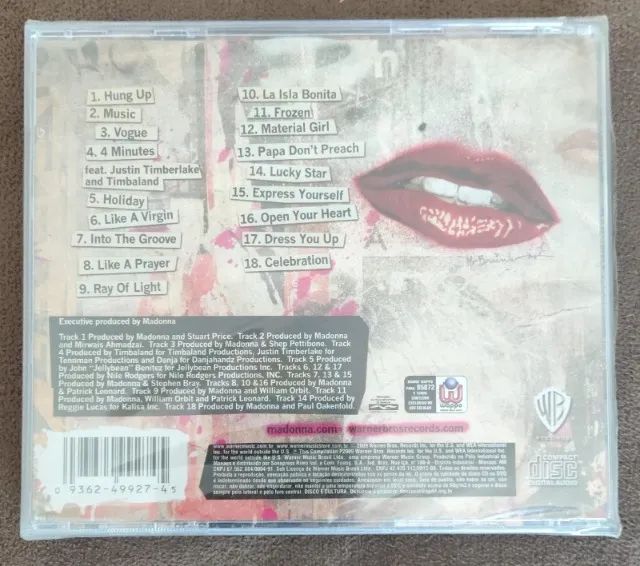 1. Hung Up
2. Music
3. Vogue
4. 4 Minutes
feat. Justin Timberlake
and Timbaland
5. Holiday
6. Like A Virgin
7. Into The Groove
8. Like A Prayer
9. Ray Of Light
10. La Isla Bonita
11. Frozen
12. Material Girl
13. Papa Don't Preach
14. Lucky Star
15. Express Yourself
16. Open Your Heart
17. Dress You Up
18. Celebration
Executive produced by Madonna
Track 1 Produced by Madonna and Stuart Price. Track 2 Produced by Madonna
and Mirwais Ahmadzai. Track 3 Produced by Madonna & Shep Pettibone. Track
4 Produced by Timbaland for Timbaland Productions, Justin Timberlake for
Tennman Productions and Danja for Danjahandz Productions. Track 5 Produced by
John "Jellybean" Benitez for Jellybean Productions Inc. Tracks 6, 12 & 17
Produced by Nile Rodgers for Nile Rodgers Productions, INC. Tracks 7, 13 & 15
Produced by Madonna & Stephen Bray. Tracks 8, 10 & 16 Produced by Madonna
& Patrick Leonard. Track 9 Produced by Madonna and William Orbit. Track 11
Produced by Madonna, William Orbit and Patrick Leonard. Track 14 Produced by
Reggie Lucas for Kalisa Inc. Track 18 Produced by Madonna and Paul Oakenfold.
95872
wappa
madonna.com—warnerbrosrecords.com
WB
COMPACT
disc
DIGITAL AUDIO
0 9362-49927-4 5